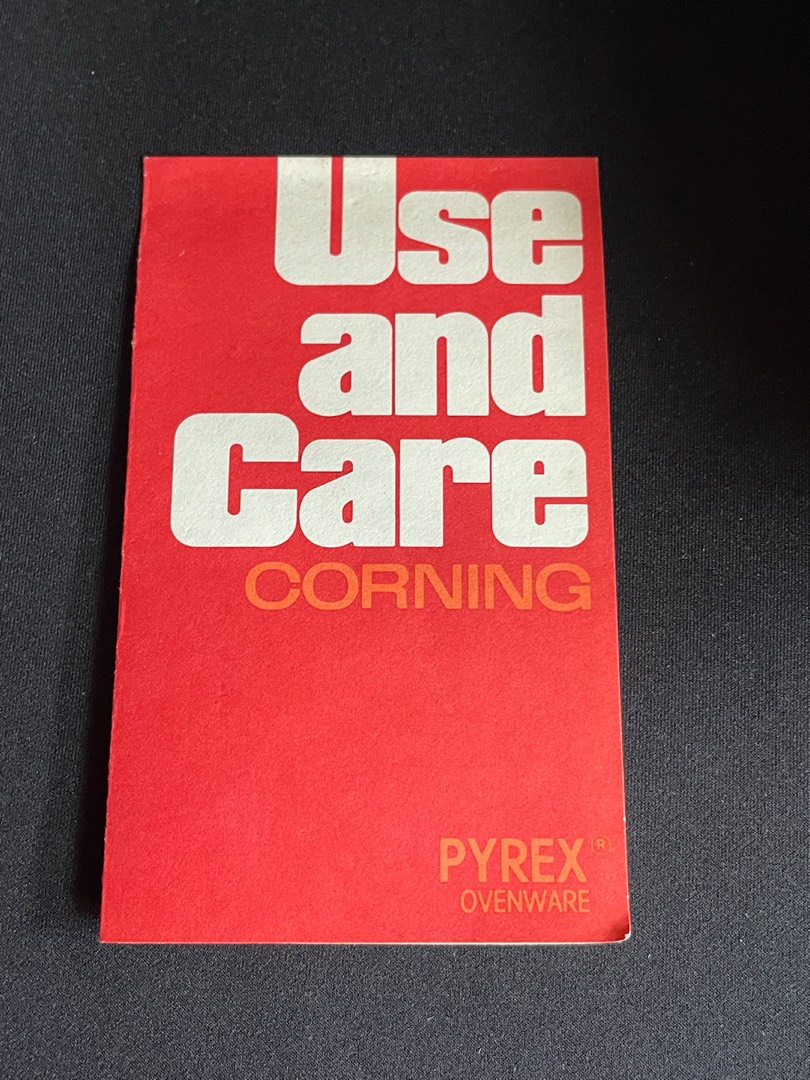 Use
and
Care
CORNING
PYREX®
OVENWARE